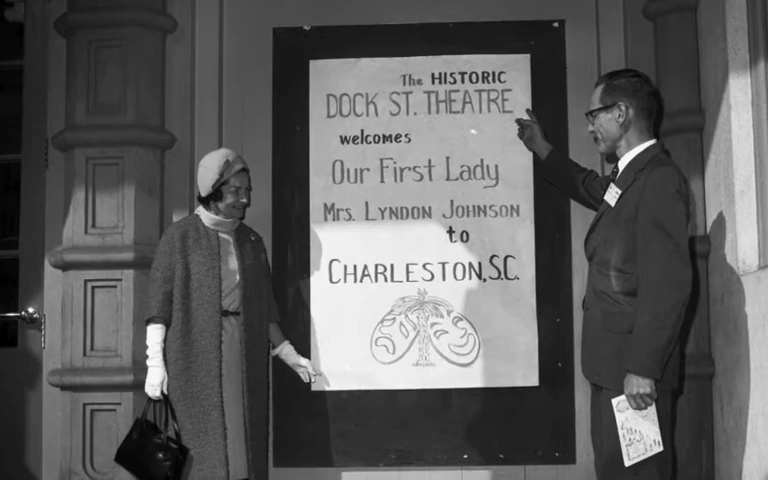 The HISTORIC
DOCK ST. THEATRE
welcomes
Our First Lady
MRS. LYNDON JOHNSON
to
CHARLESTON, S.C.